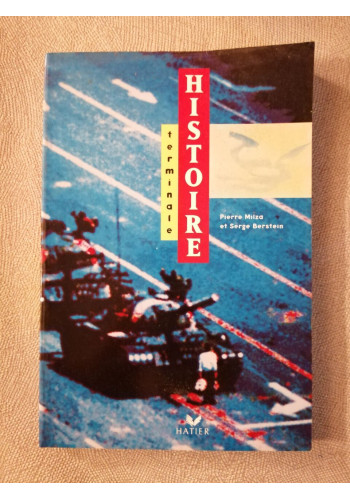 HISTOIRE
terminale
Pierre Milza
et Serge Berstein
HATIER